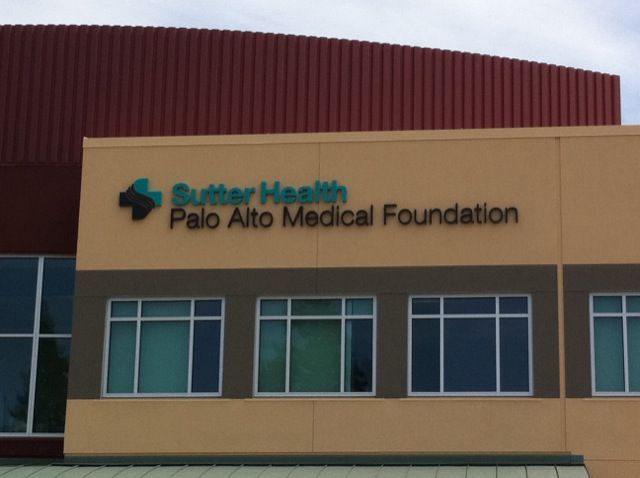 Sutter Health
Palo Alto Medical Foundation